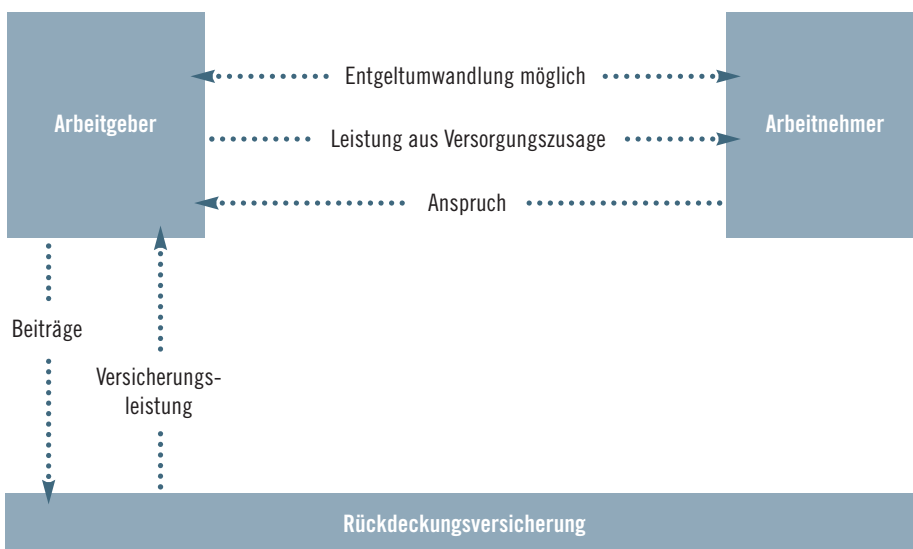 Entgeltumwandlung möglich
Arbeitgeber
Arbeitnehmer
Leistung aus Versorgungszusage
Anspruch
Beiträge
Versicherungs-
leistung
Rückdeckungsversicherung